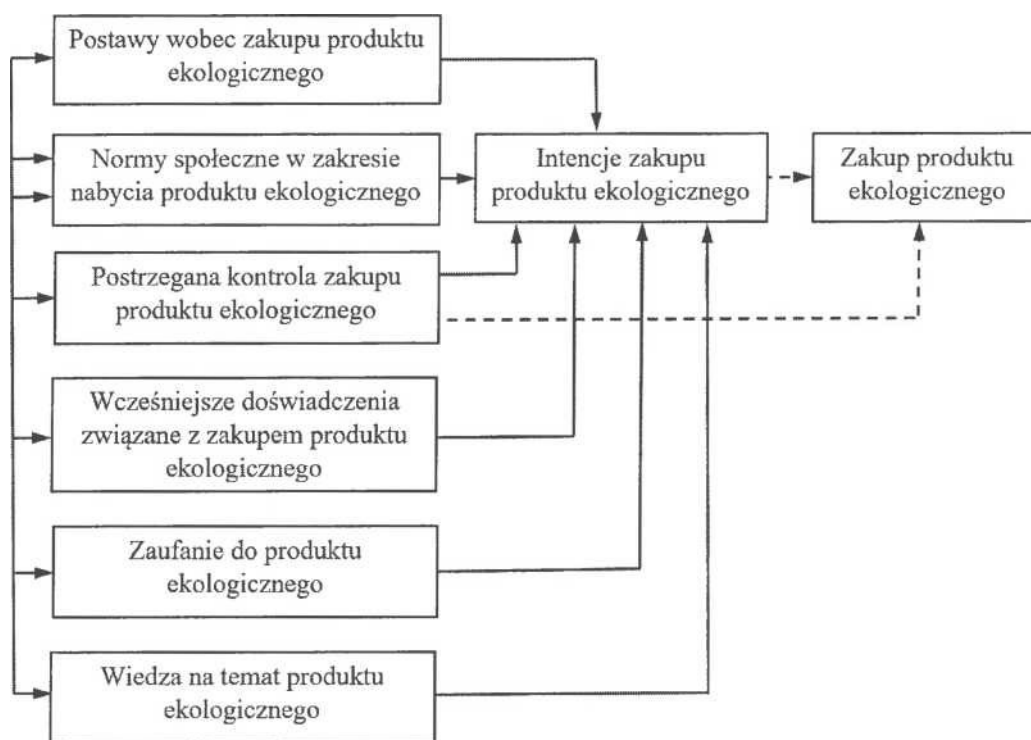 Postawy wobec zakupu produktu
ekologicznego
Normy społeczne w zakresie
nabycia produktu ekologicznego
Intencje zakupu
produktu ekologicznego
Zakup produktu
ekologicznego
Postrzegana kontrola zakupu
produktu ekologicznego
Wcześniejsze doświadczenia
związane z zakupem produktu
ekologicznego
Zaufanie do produktu
ekologicznego
Wiedza na temat produktu
ekologicznego